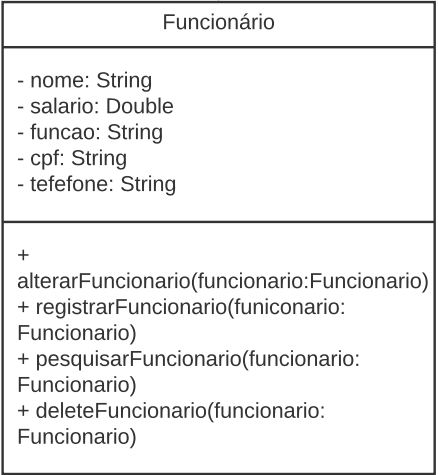 Funcionário
- nome: String
- salario: Double
- funcao: String
- cpf: String
- tefefone: String
+
alterarFuncionario(funcionario:Funcionario)
+ registrarFuncionario(funiconario:
Funcionario)
+ pesquisarFuncionario(funcionario:
Funcionario)
+ deleteFuncionario(funcionario:
Funcionario)